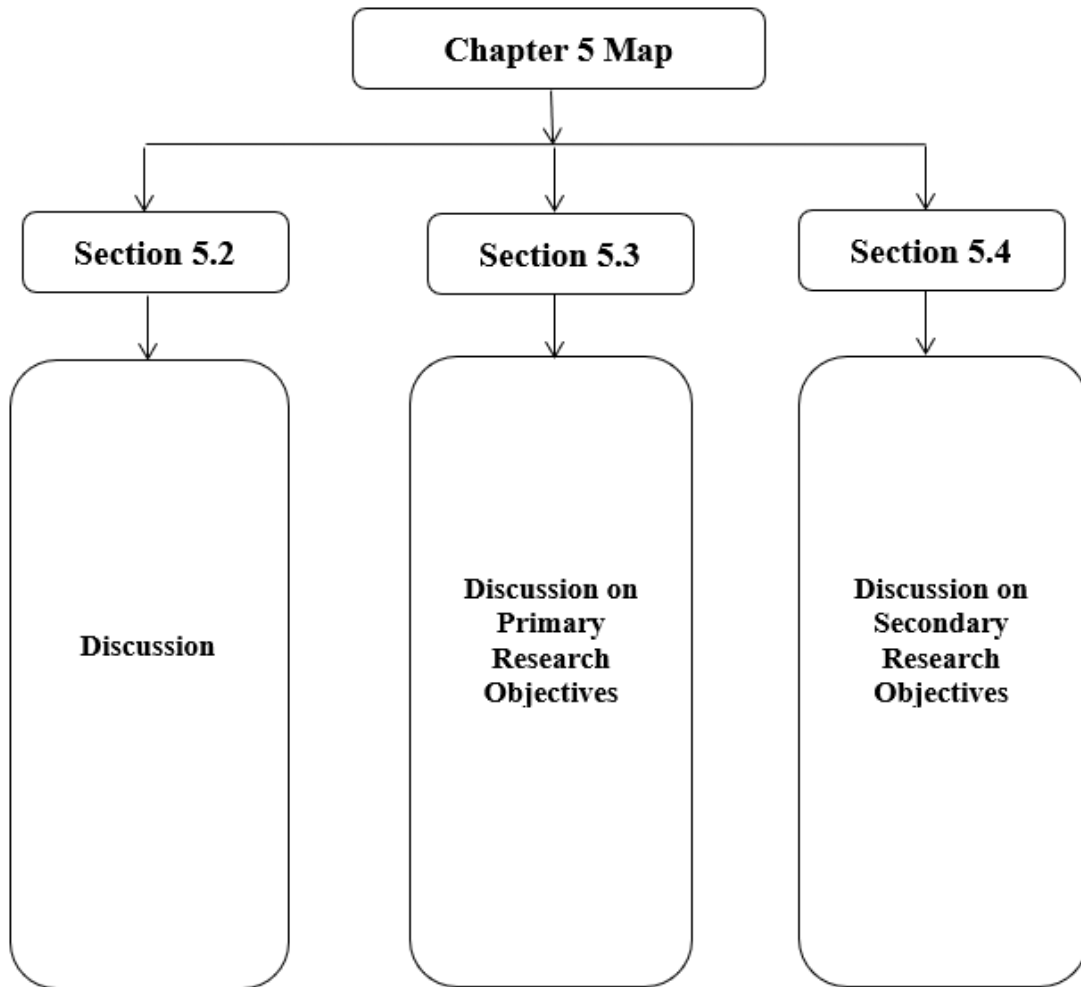 Chapter 5 Map
Section 5.2
Section 5.3
Section 5.4
Discussion
Discussion on
Primary
Research
Objectives
Discussion on
Secondary
Research
Objectives